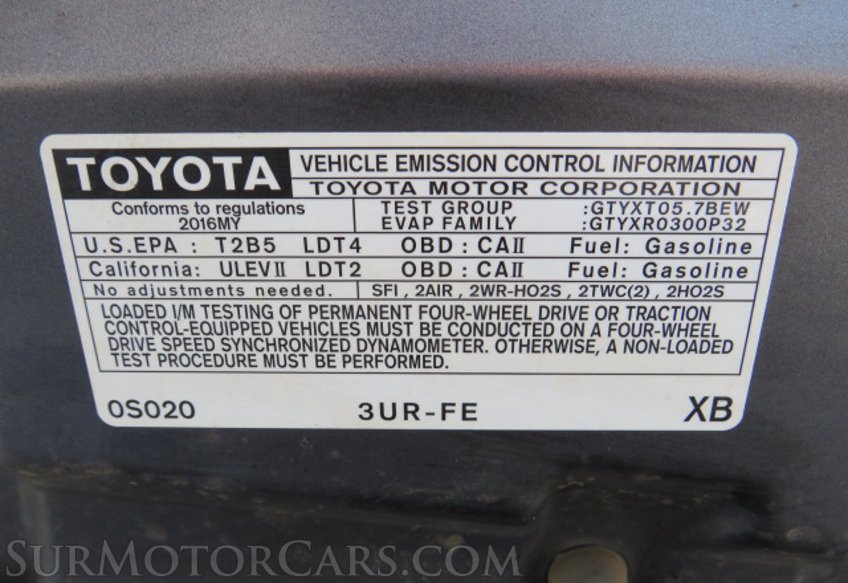 TOYOTA VEHICLE EMISSION CONTROL INFORMATION
TOYOTA MOTOR CORPORATION
Conforms to regulations
2016MY
TEST GROUP :GTYXT05.7BEW
EVAP FAMILY :GTYXR0300P32
U.S.EPA : T2B5 LDT4 OBD : CAII Fuel: Gasoline
California: ULEVII LDT2 OBD : CAII Fuel: Gasoline
No adjustments needed. SFI , 2AIR , 2WR-HO2S , 2TWC(2) , 2HO2S
LOADED I/M TESTING OF PERMANENT FOUR-WHEEL DRIVE OR TRACTION
CONTROL-EQUIPPED VEHICLES MUST BE CONDUCTED ON A FOUR-WHEEL
DRIVE SPEED SYNCHRONIZED DYNAMOMETER. OTHERWISE, A NON-LOADED
TEST PROCEDURE MUST BE PERFORMED.
0S020 3UR-FE XB
SURMOTORCARS.COM